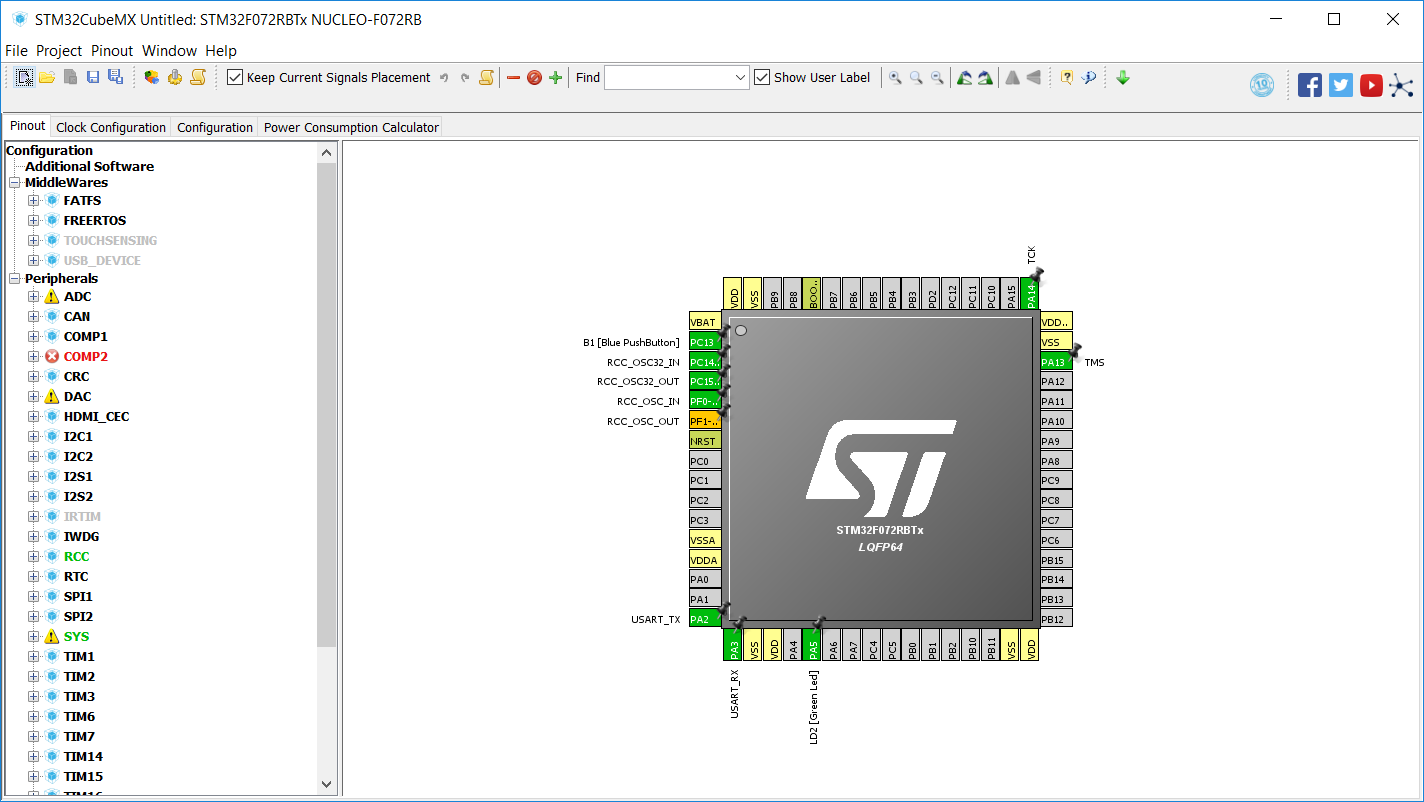 STM32CubeMX Untitled: STM32F072RBTx NUCLEO-F072RB
File Project Pinout Window Help
Keep Current Signals Placement Find Show User Label
Pinout Clock Configuration Configuration Power Consumption Calculator
Configuration
Additional Software
MiddleWares
FATFS
FREERTOS
TOUCHSENSING
USB_DEVICE
Peripherals
ADC
CAN
COMP1
COMP2
CRC
DAC
HDMI_CEC
I2C1
I2C2
I2S1
I2S2
IRTIM
IWDG
RCC
RTC
SPI1
SPI2
SYS
TIM1
TIM2
TIM3
TIM6
TIM7
TIM14
TIM15
TIM16
TCK
VDD VSS PB9 PB8 BOO.. PB7 PB6 PB5 PB4 PB3 PD2 PC12 PC11 PC10 PA15 PA14
VBAT
B1 [Blue PushButton] PC13
RCC_OSC32_IN PC14..
RCC_OSC32_OUT PC15..
RCC_OSC_IN PF0-..
RCC_OSC_OUT PF1-..
NRST
PC0
PC1
PC2
PC3
VSSA
VDDA
PA0
PA1
USART_TX PA2
STM32F072RBTx
LQFP64
VDD..
VSS
PA13 TMS
PA12
PA11
PA10
PA9
PA8
PC9
PC8
PC7
PC6
PB15
PB14
PB13
PB12
PA3 VSS VDD PA4 PA5 PA6 PA7 PC4 PC5 PB0 PB1 PB2 PB10 PB11 VSS VDD
USART_RX
LD2 [Green Led]